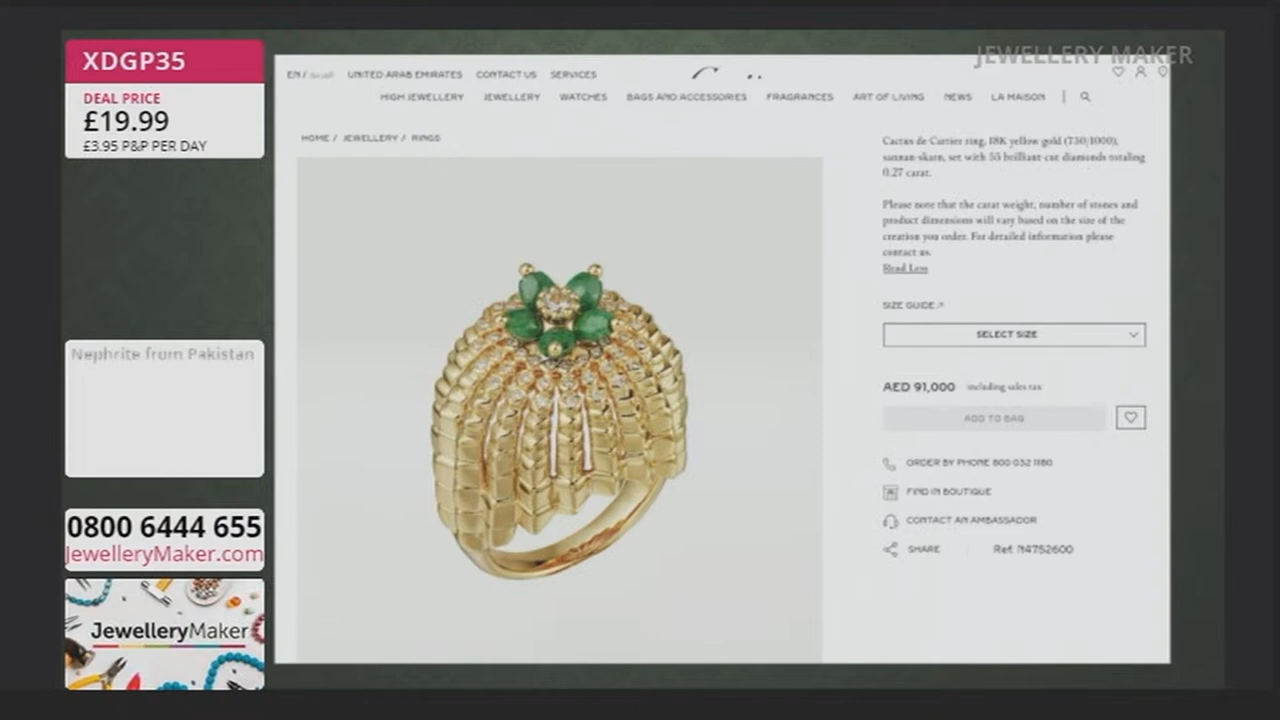 XDGP35
DEAL PRICE
£19.99
£3.95 P&P PER DAY
Nephrite from Pakistan
0800 6444 655
JewelleryMaker.com
JewelleryMaker
JEWELLERY MAKER
EN / UNITED ARAB EMIRATES CONTACT US SERVICES
HIGH JEWELLERY JEWELLERY WATCHES BAGS AND ACCESSORIES FRAGRANCES ART OF LIVING NEWS LA MAISON
HOME / JEWELLERY / RINGS
Cactus de Cartier ring, 18K yellow gold (750/1000),
set with 55 brilliant-cut diamonds totaling
0.27 carat.
Please note that the carat weight, number of stones and
product dimensions will vary based on the size of the
creation you order. For detailed information please
contact us.
Read Less
SIZE GUIDE
SELECT SIZE
AED 91,000 including sales tax
ADD TO BAG
ORDER BY PHONE 800 032 1180
FIND IN BOUTIQUE
CONTACT AN AMBASSADOR
SHARE Ref: N4752600